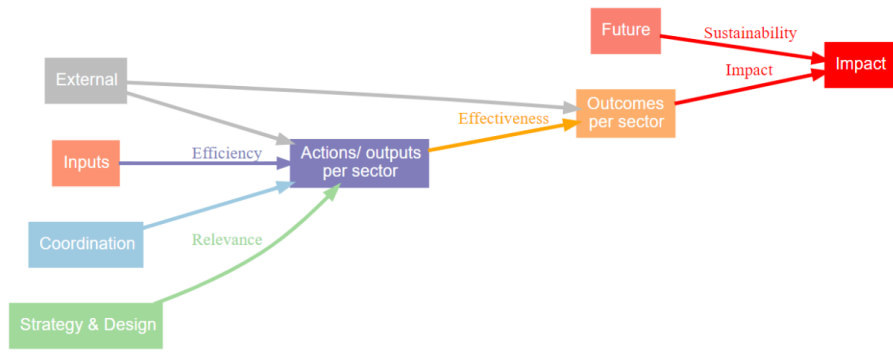 Future
Sustainability
Impact
External
Impact
Outcomes
per sector
Effectiveness
Inputs
Efficiency
Actions/ outputs
per sector
Coordination
Relevance
Strategy & Design